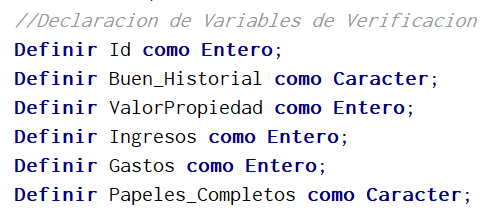 //Declaracion de Variables de Verificacion
Definir Id como Entero;
Definir Buen_Historial como Caracter;
Definir ValorPropiedad como Entero;
Definir Ingresos como Entero;
Definir Gastos como Entero;
Definir Papeles_Completos como Caracter;